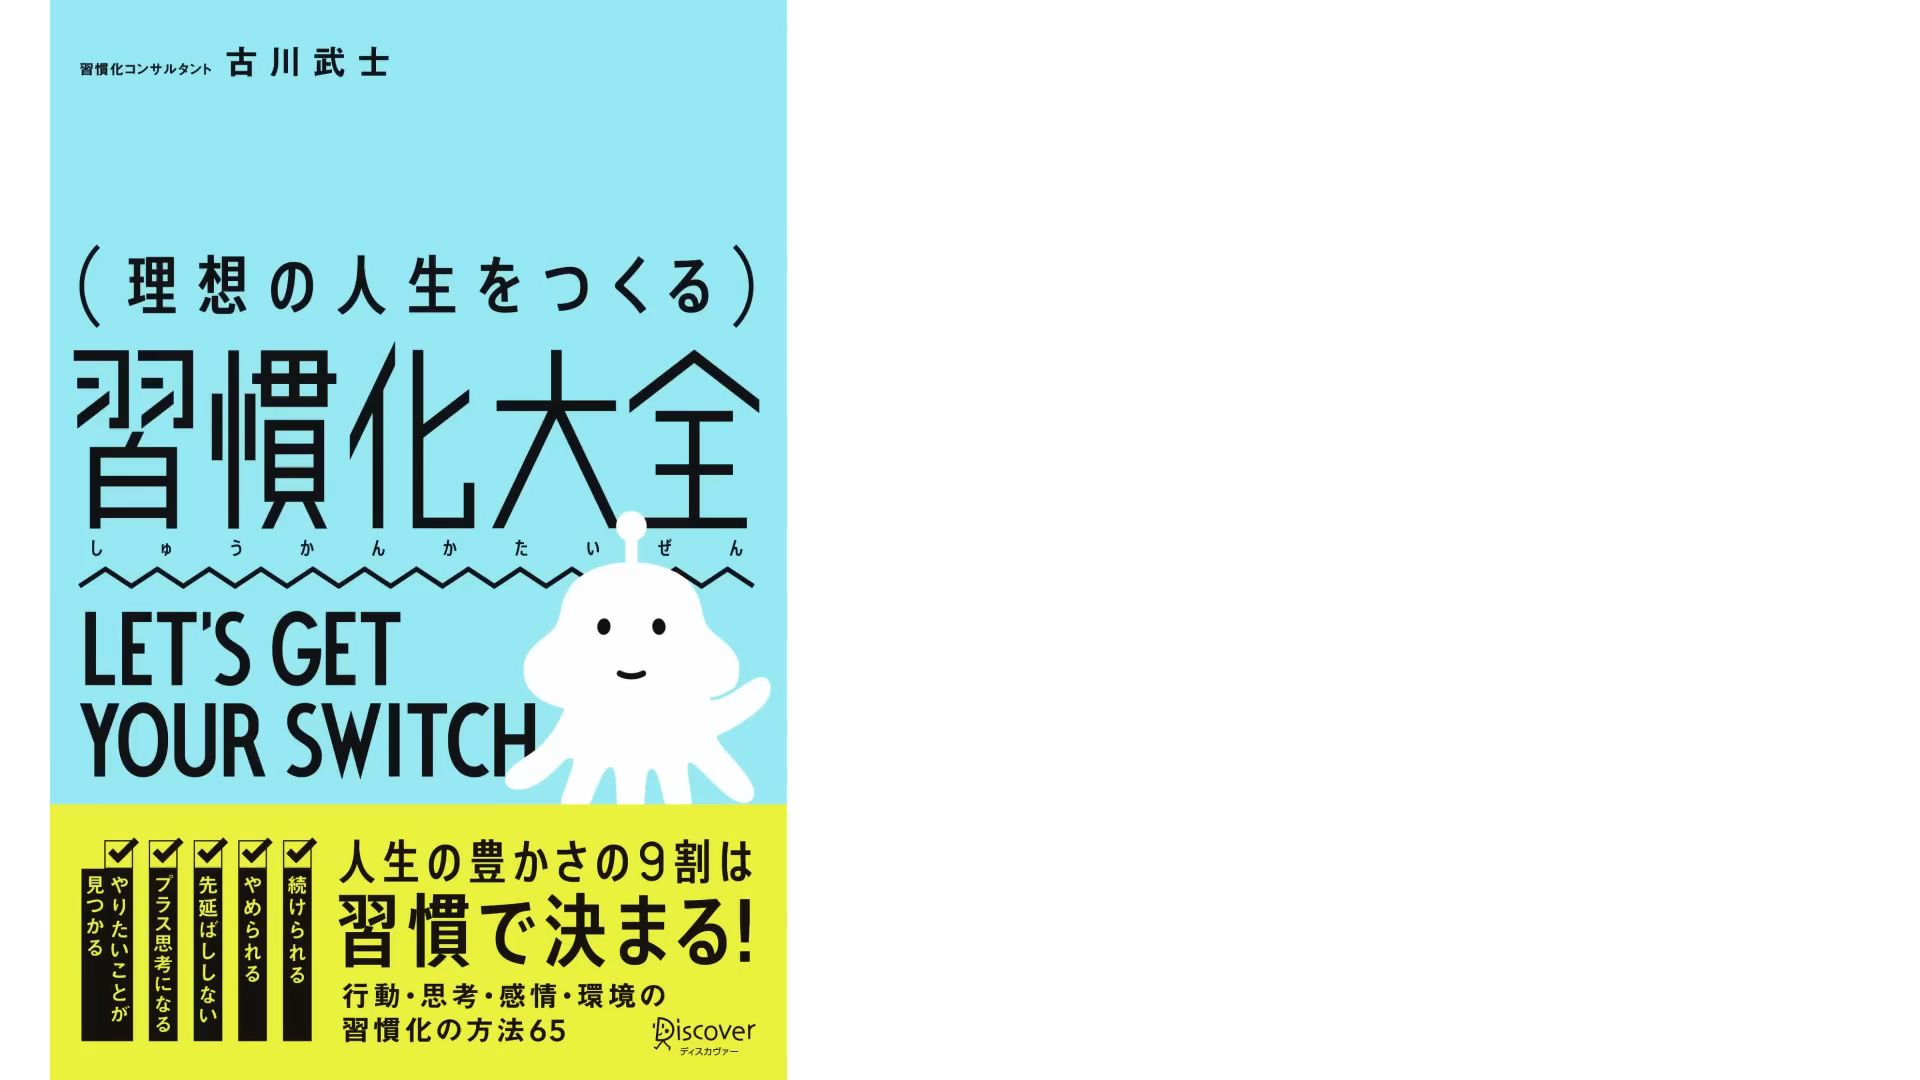 習慣化コンサルタント 古川武士
（理想の人生をつくる）
習慣化大全
しゅうかんかたいぜん
LET'S GET
YOUR SWITCH
続けられる
やめられる
先延ばししない
プラス思考になる
やりたいことが
見つかる
人生の豊かさの9割は
習慣で決まる!
行動・思考・感情・環境の
習慣化の方法65
Discover
ディスカヴァー